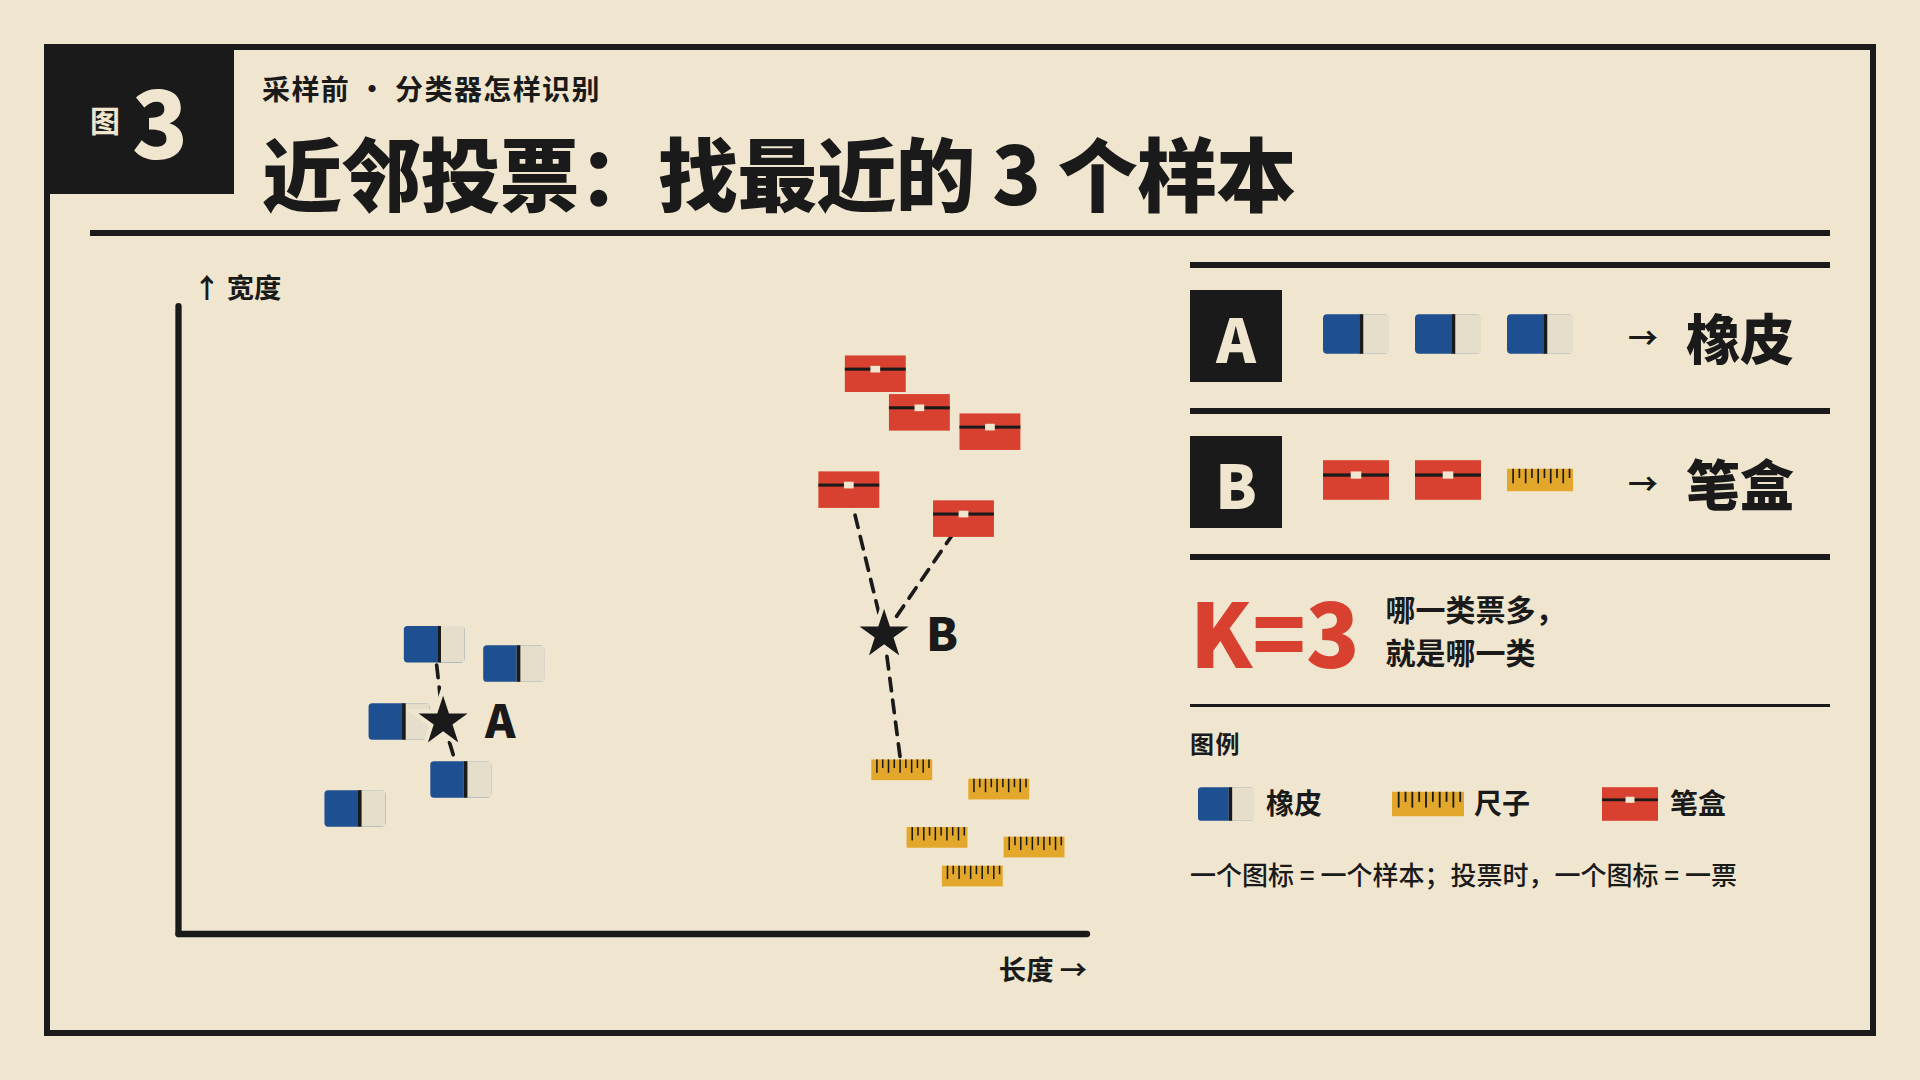 图 3
采样前 · 分类器怎样识别
近邻投票：找最近的 3 个样本
↑ 宽度
A
B
长度 →
A → 橡皮
B → 笔盒
K=3
哪一类票多，
就是哪一类
图例
橡皮 尺子 笔盒
一个图标 = 一个样本；投票时，一个图标 = 一票